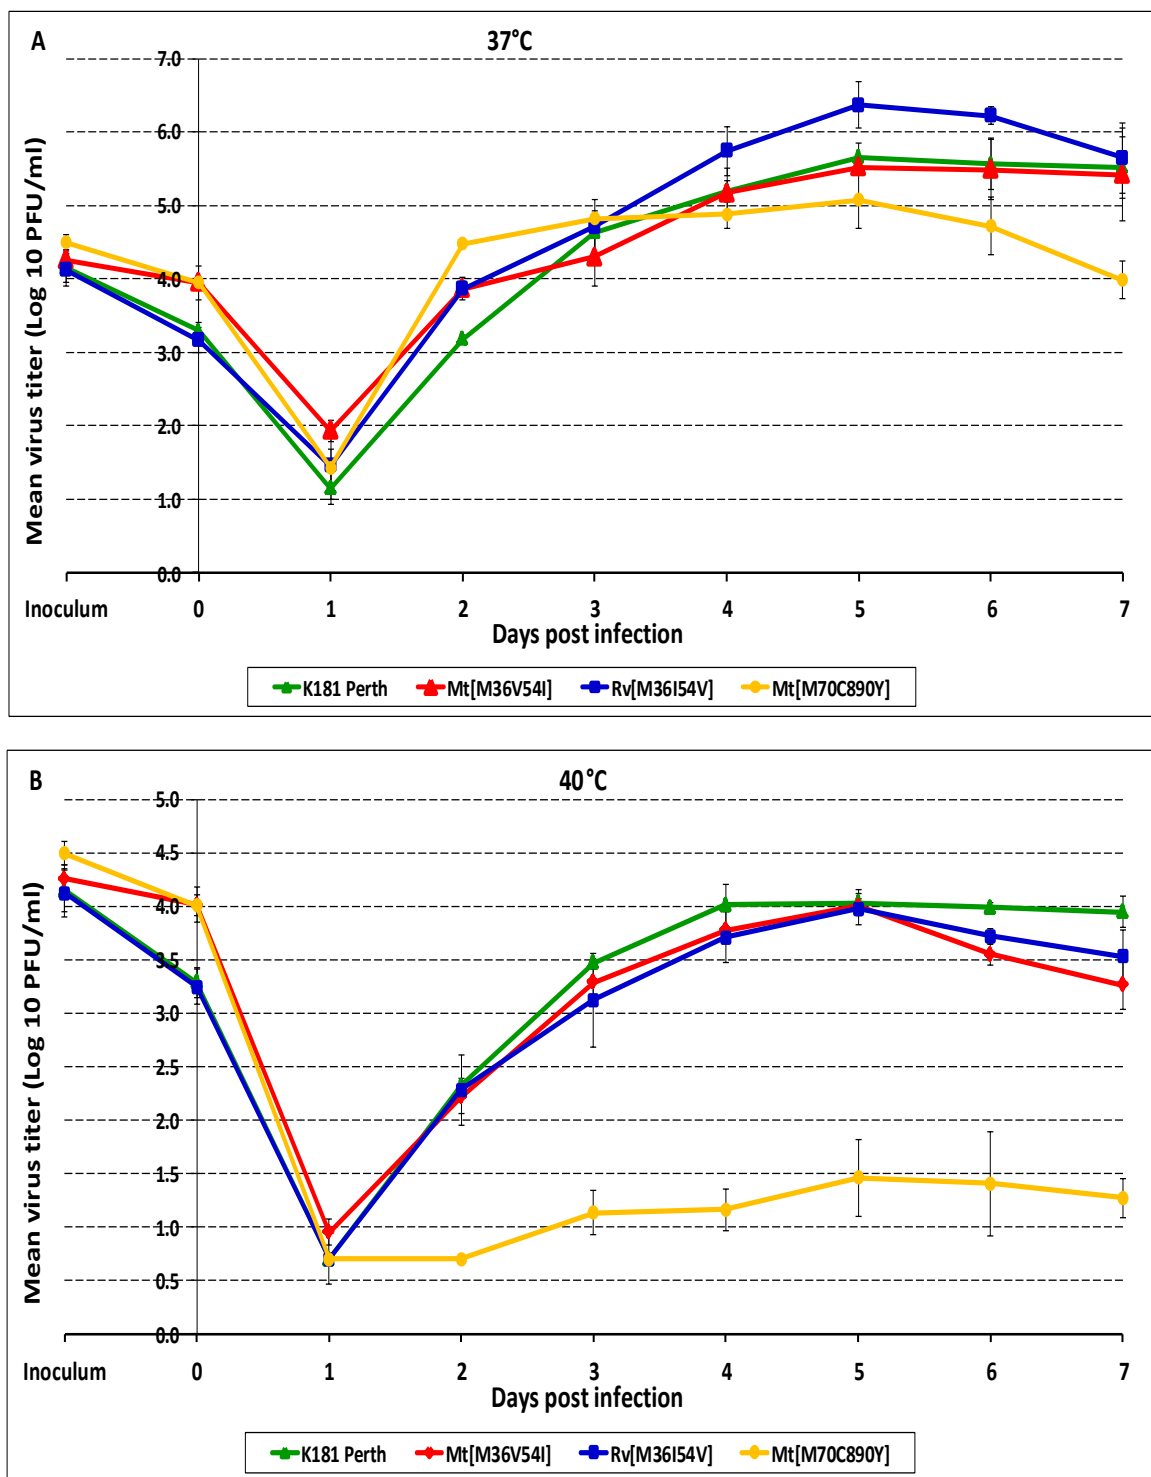 A
37°C
7.0
6.0
5.0
4.0
3.0
2.0
1.0
0.0
Mean virus titer (Log 10 PFU/ml)
Inoculum 0 1 2 3 4 5 6 7
Days post infection
K181 Perth Mt[M36V54I] Rv[M36I54V] Mt[M70C890Y]
B
40°C
5.0
4.5
4.0
3.5
3.0
2.5
2.0
1.5
1.0
0.5
0.0
Mean virus titer (Log 10 PFU/ml)
Inoculum 0 1 2 3 4 5 6 7
Days post infection
K181 Perth Mt[M36V54I] Rv[M36I54V] Mt[M70C890Y]